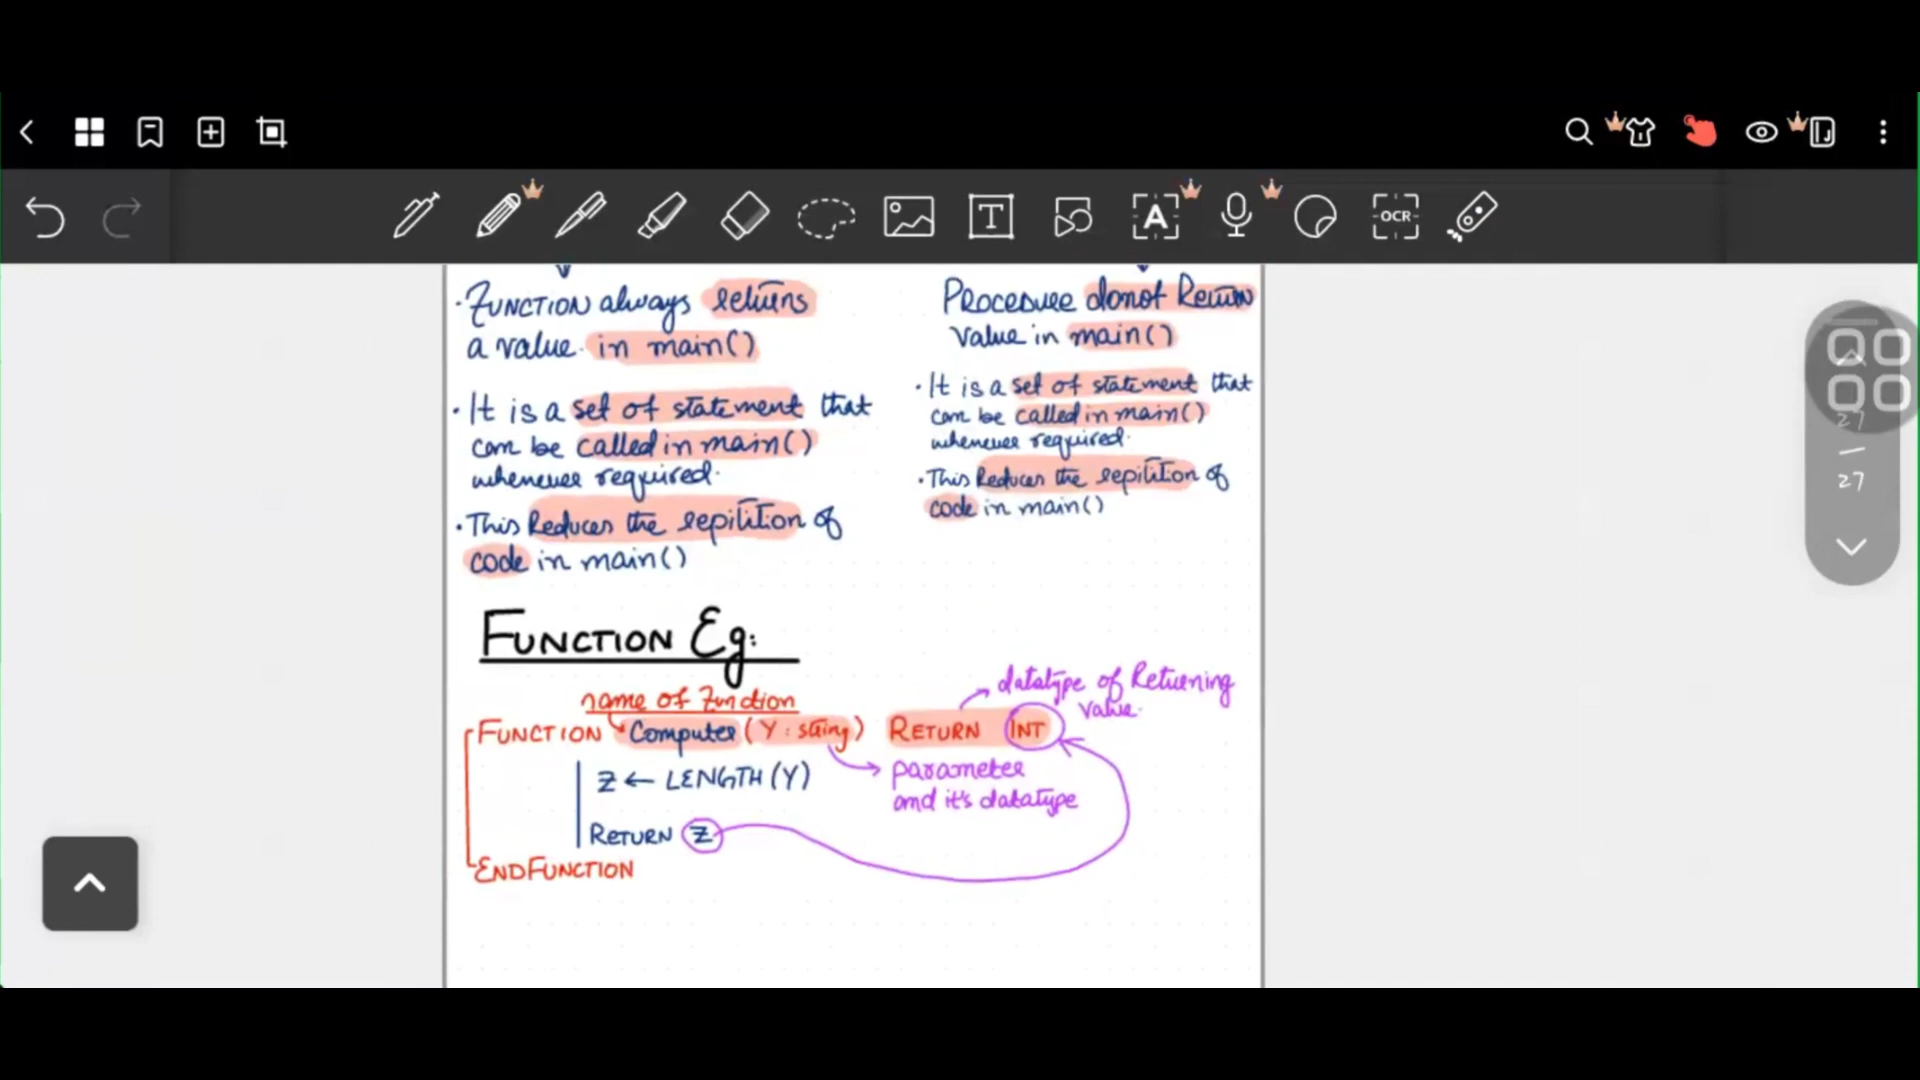 OCR
T
A
· FUNCTION always returns
a value in main()
· It is a set of statement that
can be called in main()
whenever required.
· This Reduces the repitition of
code in main()
Procedure donot Return
Value in main()
· It is a set of statement that
can be called in main()
whenever required.
· This Reduces the repitition of
code in main()
27
27
FUNCTION Eg:
name of Function
FUNCTION Computer (Y : string) RETURN INT
datatype of Returning
value.
Z ← LENGTH (Y)
parameter
and it's datatype
RETURN Z
ENDFUNCTION